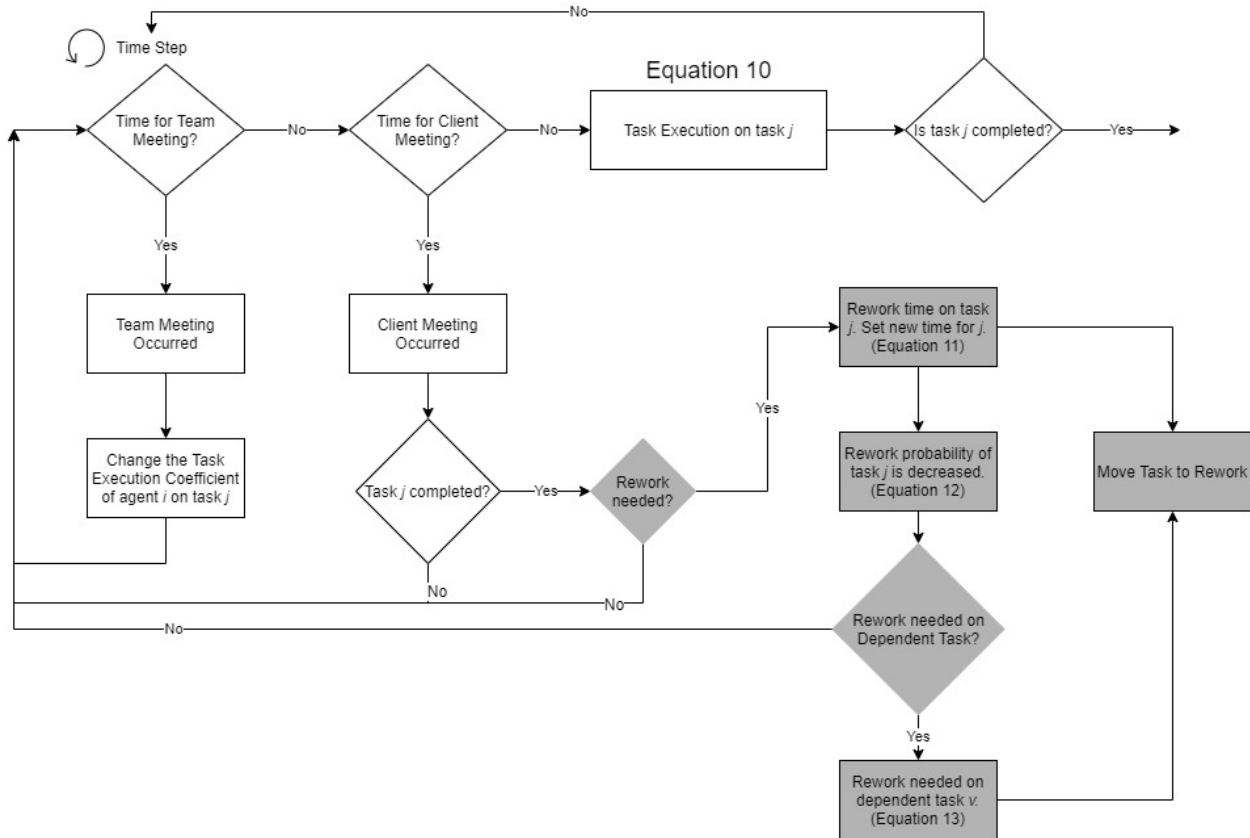 No
Time Step
Equation 10
Time for Team
Meeting?
No
Time for Client
Meeting?
No
Task Execution on task j
Is task j completed?
Yes
Yes
Yes
Team Meeting
Occurred
Client Meeting
Occurred
Rework time on task
j. Set new time for j.
(Equation 11)
Yes
Change the Task
Execution Coefficient
of agent i on task j
Task j completed?
Yes
Rework
needed?
Rework probability of
task j is decreased.
(Equation 12)
Move Task to Rework
No
No
No
Rework needed on
Dependent Task?
Yes
Rework needed on
dependent task v.
(Equation 13)